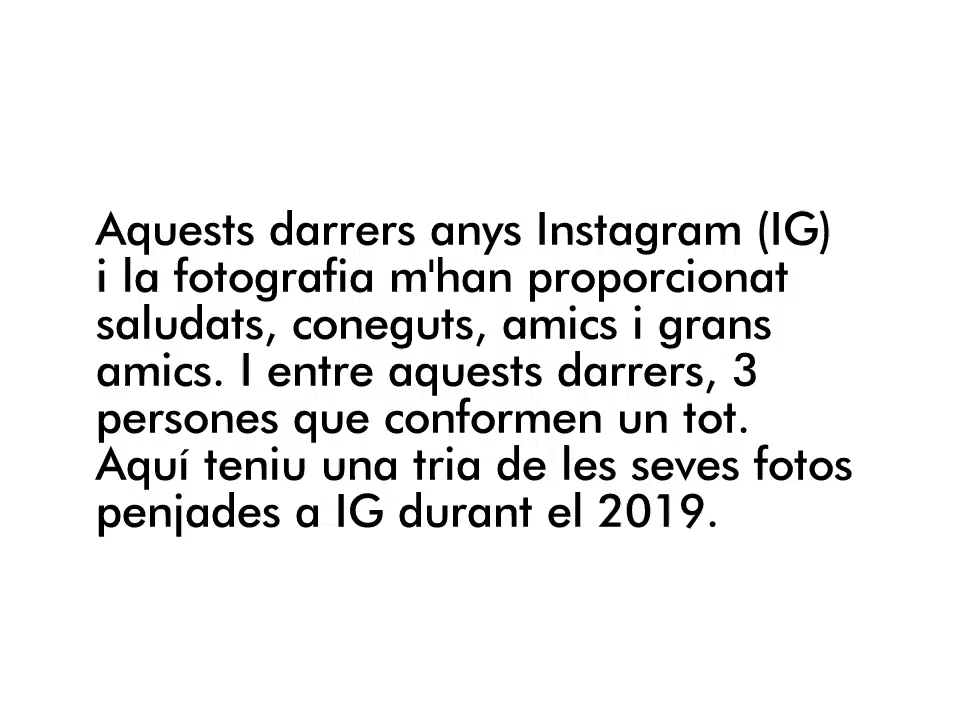 Aquests darrers anys Instagram (IG)
i la fotografia m'han proporcionat
saludats, coneguts, amics i grans
amics. I entre aquests darrers, 3
persones que conformen un tot.
Aquí teniu una tria de les seves fotos
penjades a IG durant el 2019.